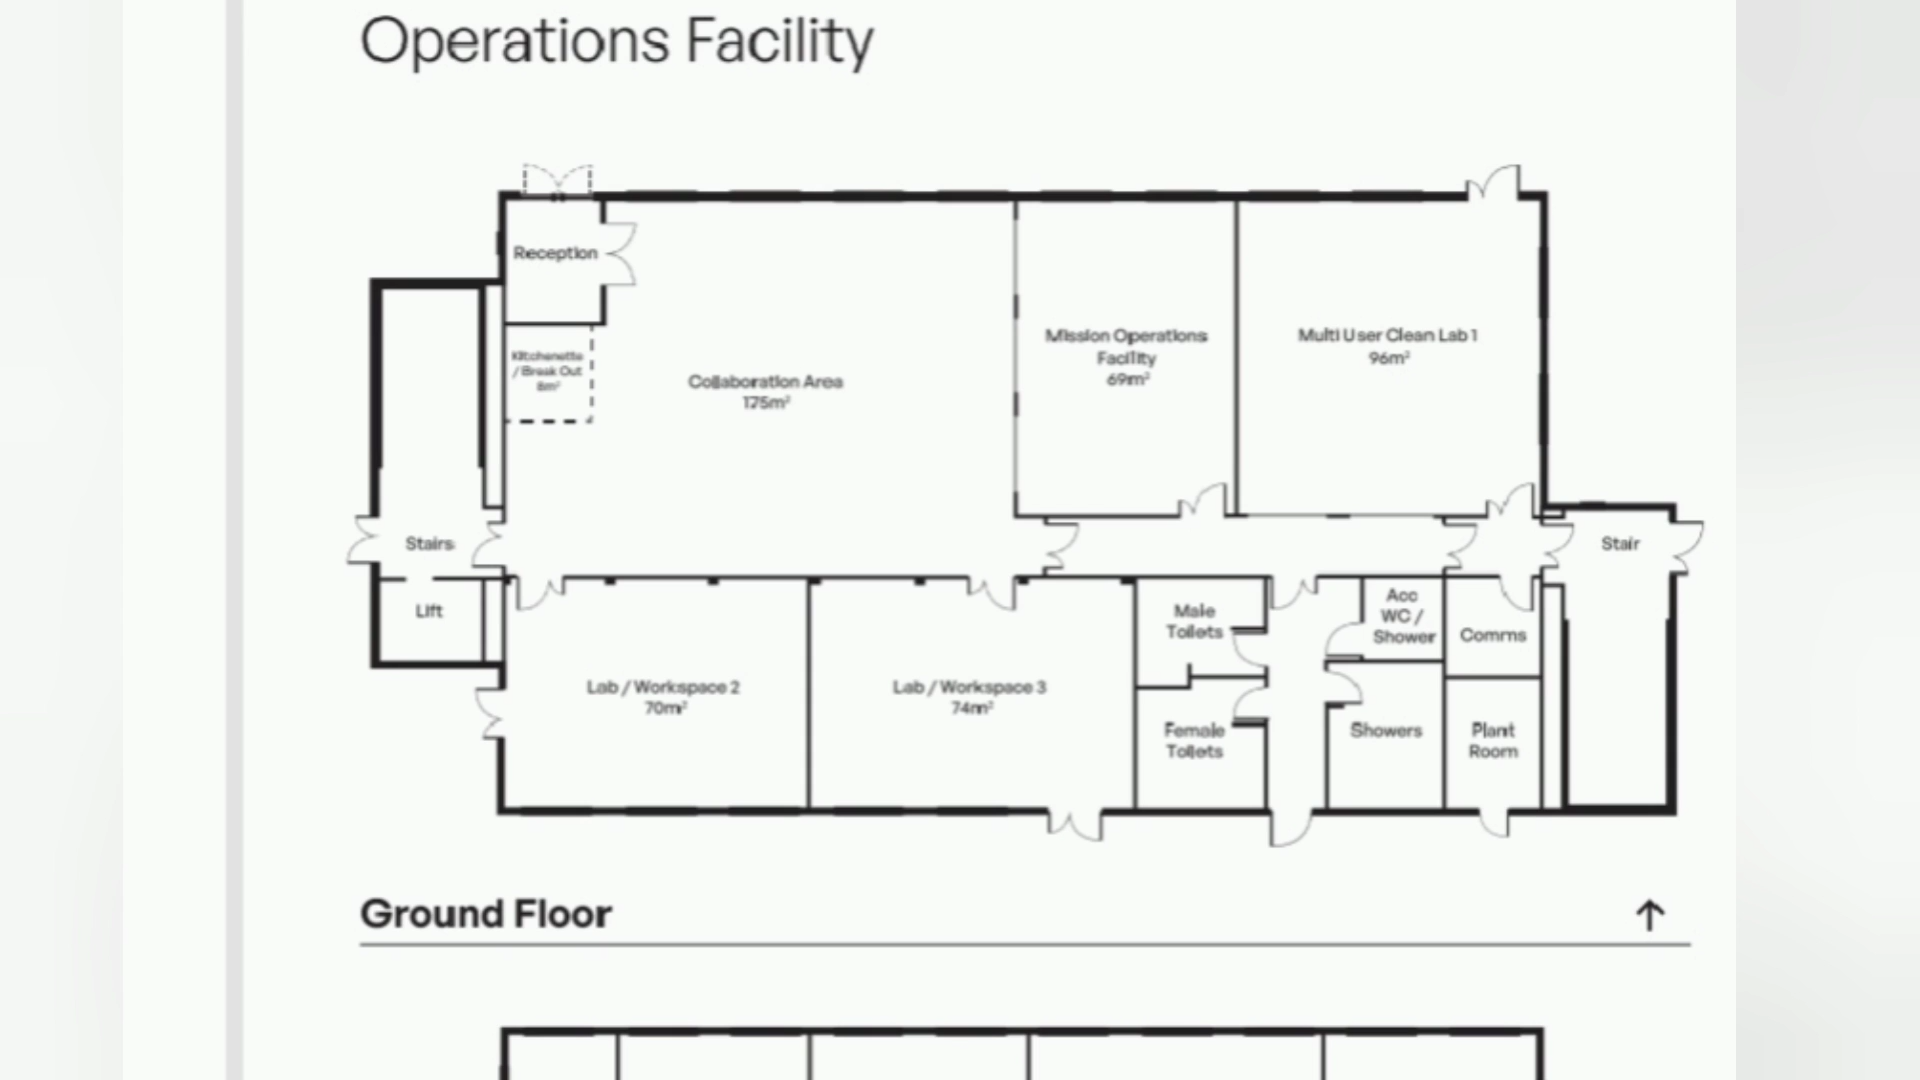 Operations Facility
Reception
Kitchenette
/ Break Out
8m²
Collaboration Area
175m²
Mission Operations
Facility
69m²
Multi User Clean Lab 1
96m²
Stairs
Stair
Lift
Lab / Workspace 2
70m²
Lab / Workspace 3
74m²
Male
Toilets
Female
Toilets
Acc
WC /
Shower
Comms
Showers
Plant
Room
Ground Floor